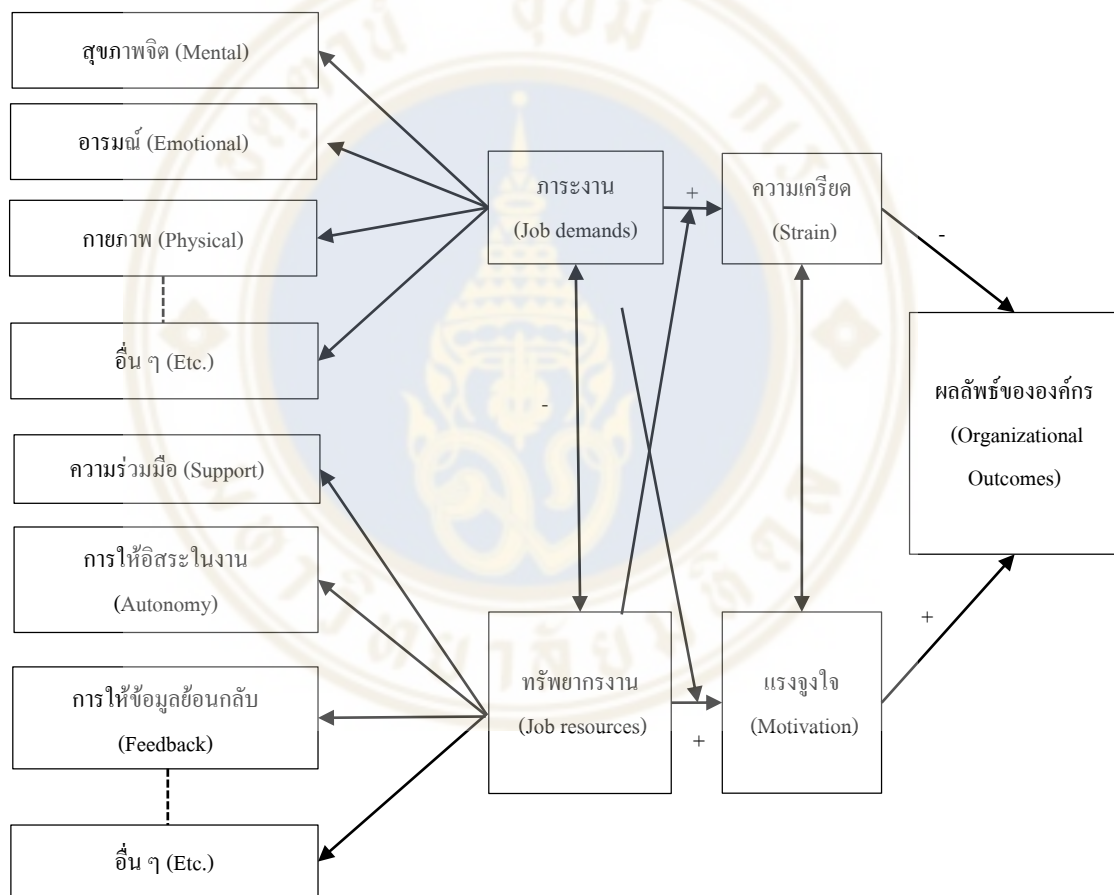 สุขภาพจิต (Mental)
อารมณ์ (Emotional)
กายภาพ (Physical)
อื่น ๆ (Etc.)
ความร่วมมือ (Support)
การให้อิสระในงาน
(Autonomy)
การให้ข้อมูลย้อนกลับ
(Feedback)
อื่น ๆ (Etc.)
ภาระงาน
(Job demands)
+
ความเครียด
(Strain)
-
-
ทรัพยากรงาน
(Job resources)
+
แรงจูงใจ
(Motivation)
+
ผลลัพธ์ขององค์กร
(Organizational
Outcomes)